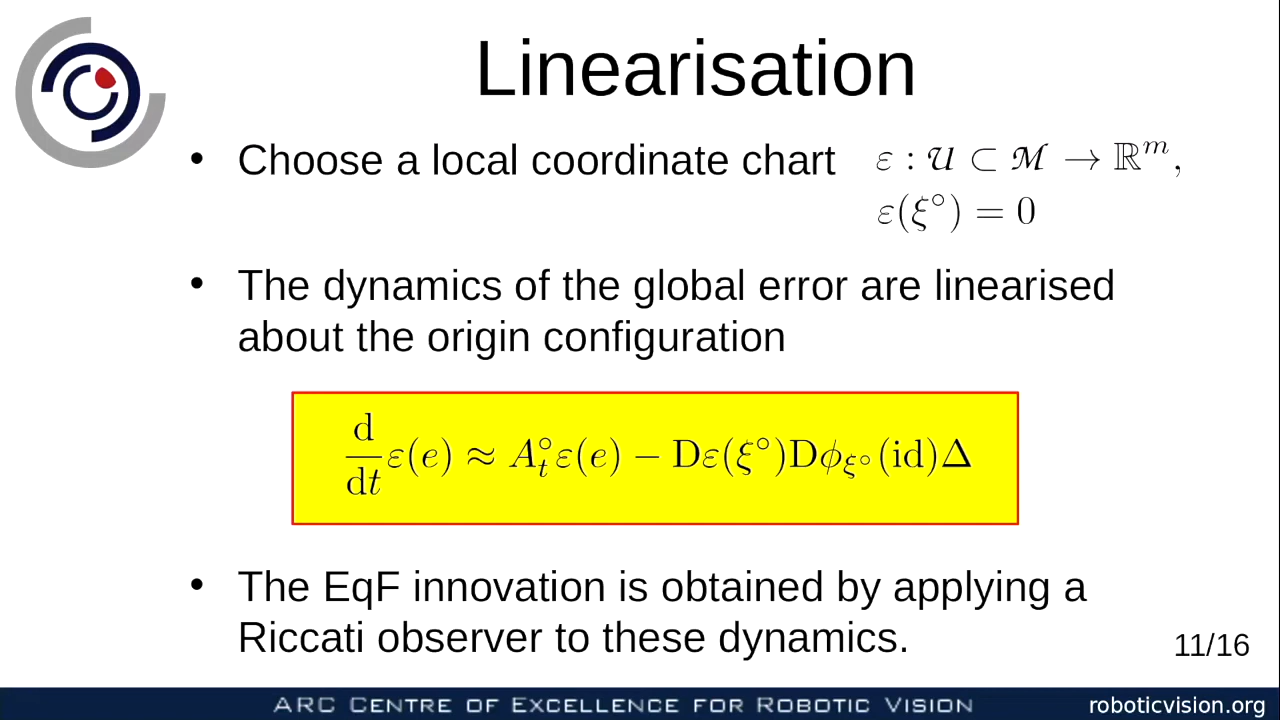 Linearisation
• Choose a local coordinate chart ε : 𝒰 ⊂ ℳ → ℝᵐ,
ε(ξ°) = 0
• The dynamics of the global error are linearised
about the origin configuration
d/dt ε(e) ≈ A°ₜ ε(e) − Dε(ξ°)Dϕ_ξ°(id)Δ
• The EqF innovation is obtained by applying a
Riccati observer to these dynamics.
11/16
ARC Centre of Excellence for Robotic Vision
roboticvision.org